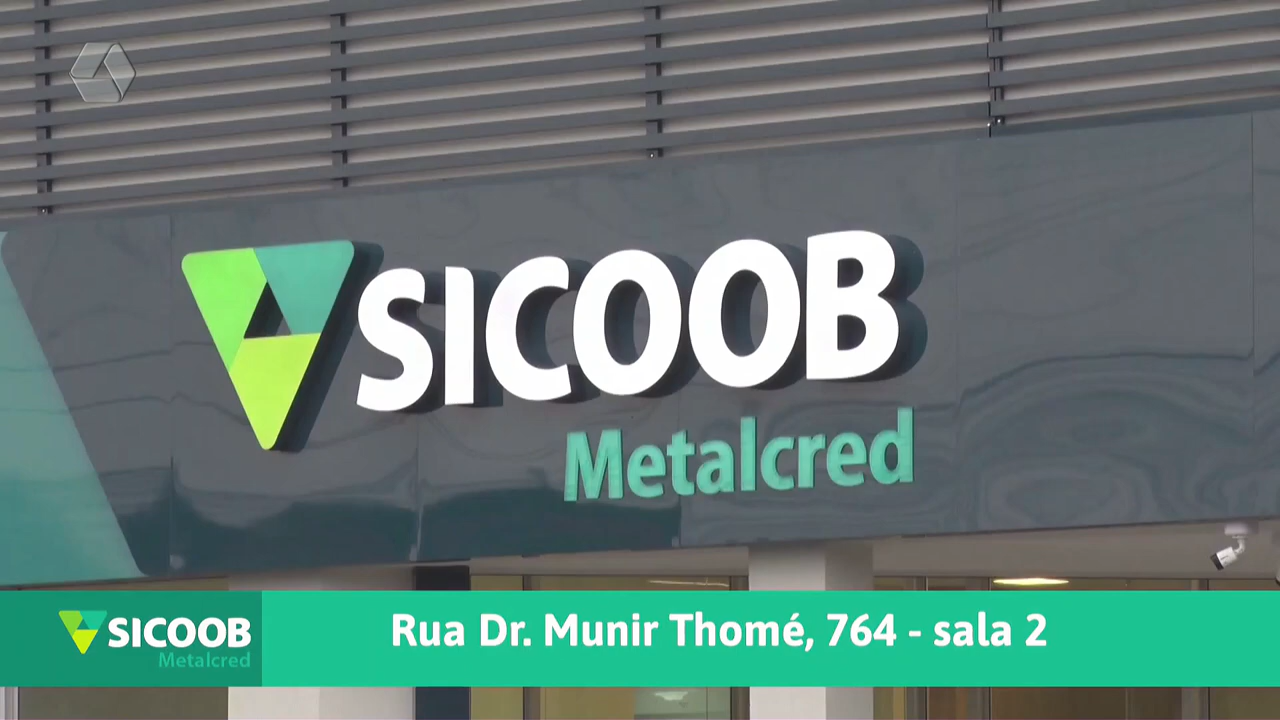 SICOOB
Metalcred
SICOOB
Metalcred
Rua Dr. Munir Thomé, 764 - sala 2